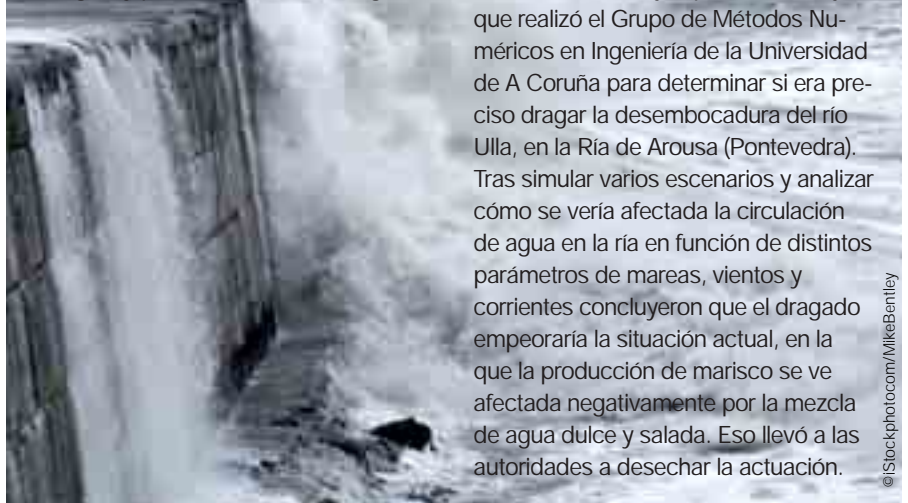 que realizó el Grupo de Métodos Nu-
méricos en Ingeniería de la Universidad
de A Coruña para determinar si era pre-
ciso dragar la desembocadura del río
Ulla, en la Ría de Arousa (Pontevedra).
Tras simular varios escenarios y analizar
cómo se vería afectada la circulación
de agua en la ría en función de distintos
parámetros de mareas, vientos y
corrientes concluyeron que el dragado
empeoraría la situación actual, en la
que la producción de marisco se ve
afectada negativamente por la mezcla
de agua dulce y salada. Eso llevó a las
autoridades a desechar la actuación.
©iStockphotocom/MikeBentley